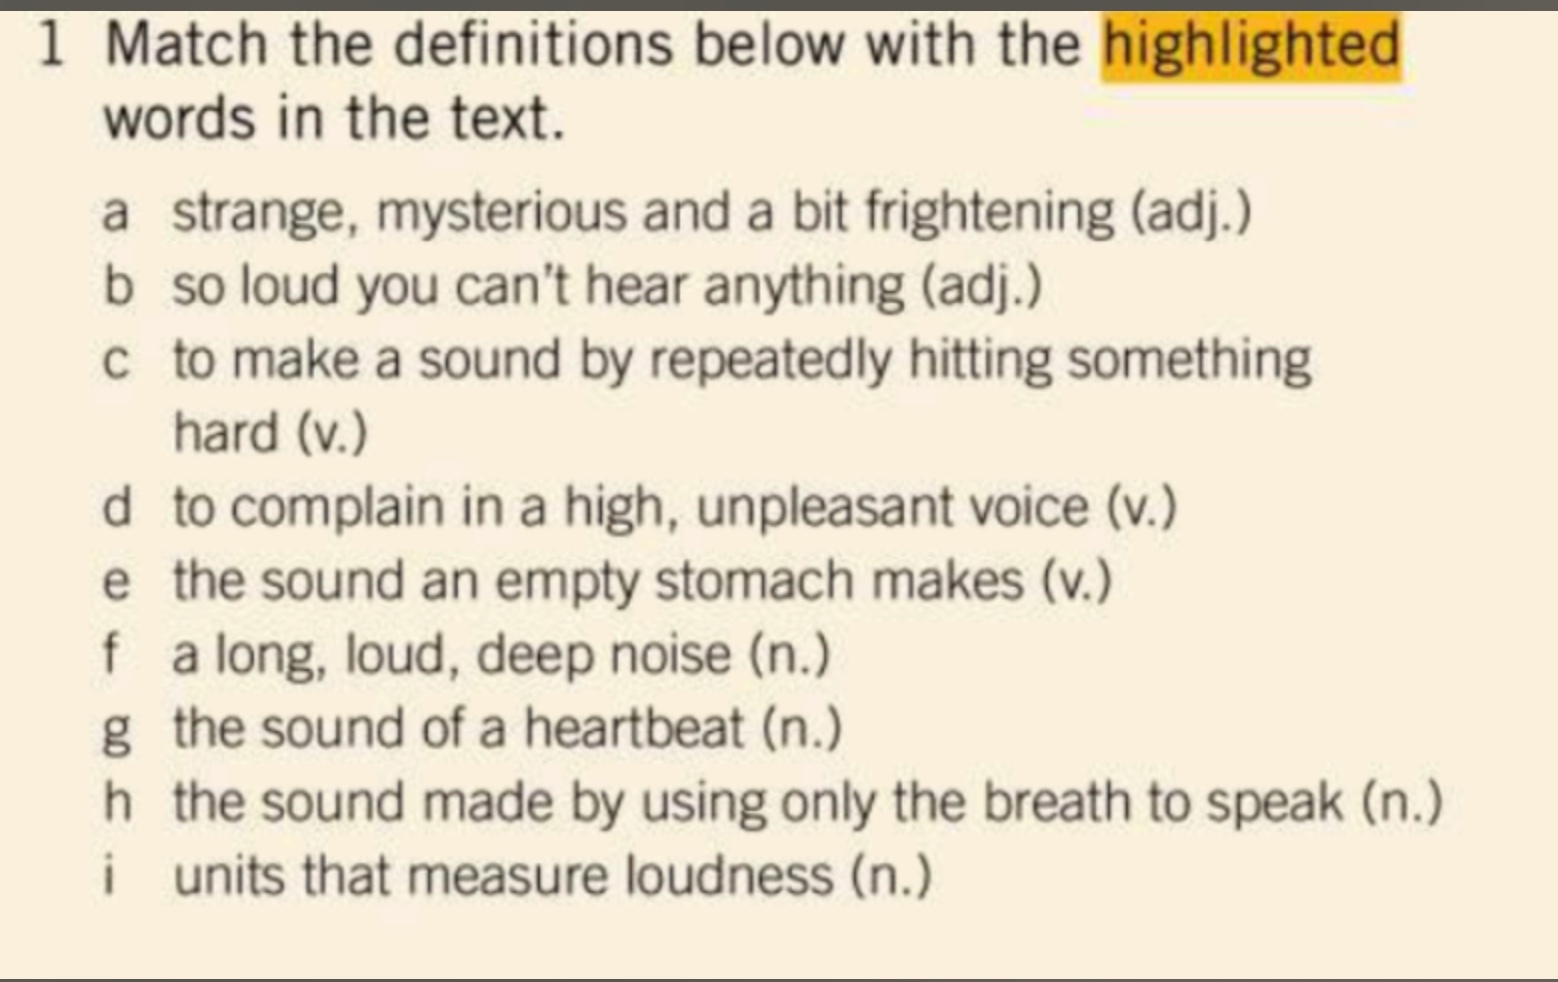 1 Match the definitions below with the highlighted
words in the text.
a strange, mysterious and a bit frightening (adj.)
b so loud you can't hear anything (adj.)
c to make a sound by repeatedly hitting something
hard (v.)
d to complain in a high, unpleasant voice (v.)
e the sound an empty stomach makes (v.)
f a long, loud, deep noise (n.)
g the sound of a heartbeat (n.)
h the sound made by using only the breath to speak (n.)
i units that measure loudness (n.)